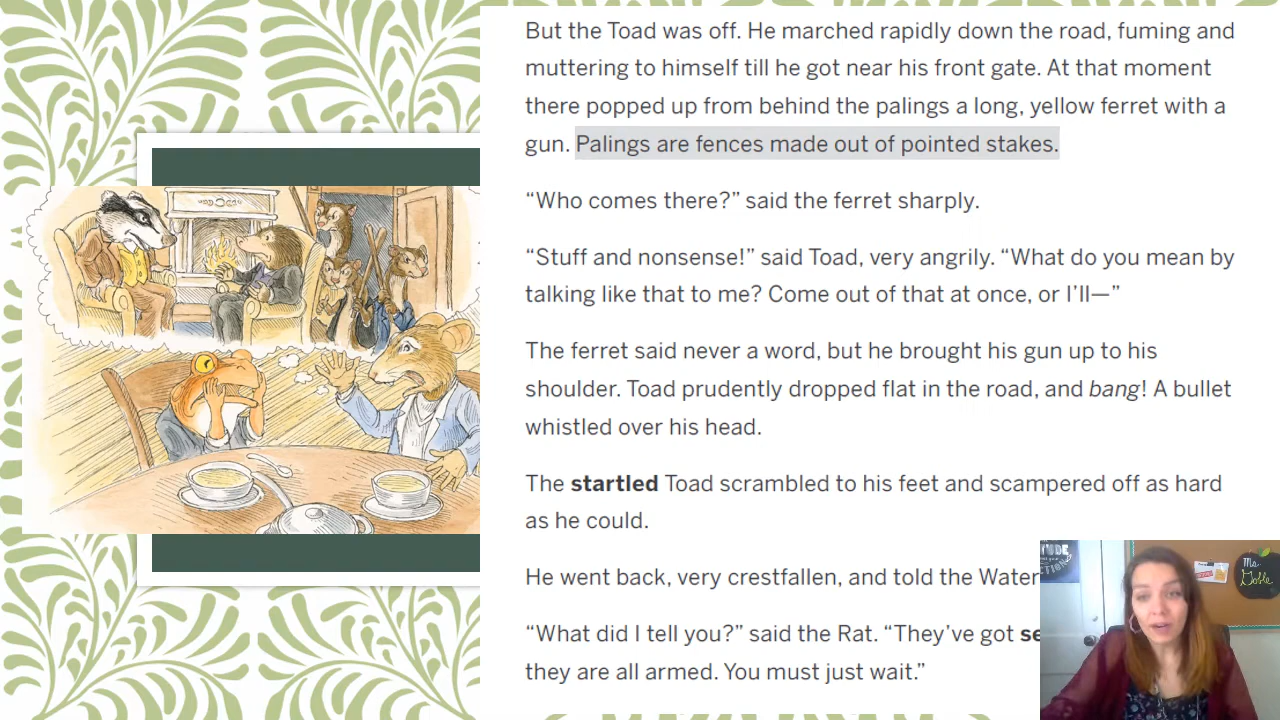 But the Toad was off. He marched rapidly down the road, fuming and
muttering to himself till he got near his front gate. At that moment
there popped up from behind the palings a long, yellow ferret with a
gun. Palings are fences made out of pointed stakes.
“Who comes there?” said the ferret sharply.
“Stuff and nonsense!” said Toad, very angrily. “What do you mean by
talking like that to me? Come out of that at once, or I’ll—”
The ferret said never a word, but he brought his gun up to his
shoulder. Toad prudently dropped flat in the road, and bang! A bullet
whistled over his head.
The startled Toad scrambled to his feet and scampered off as hard
as he could.
He went back, very crestfallen, and told the Water
“What did I tell you?” said the Rat. “They’ve got se
they are all armed. You must just wait.”
Ms.
Goble